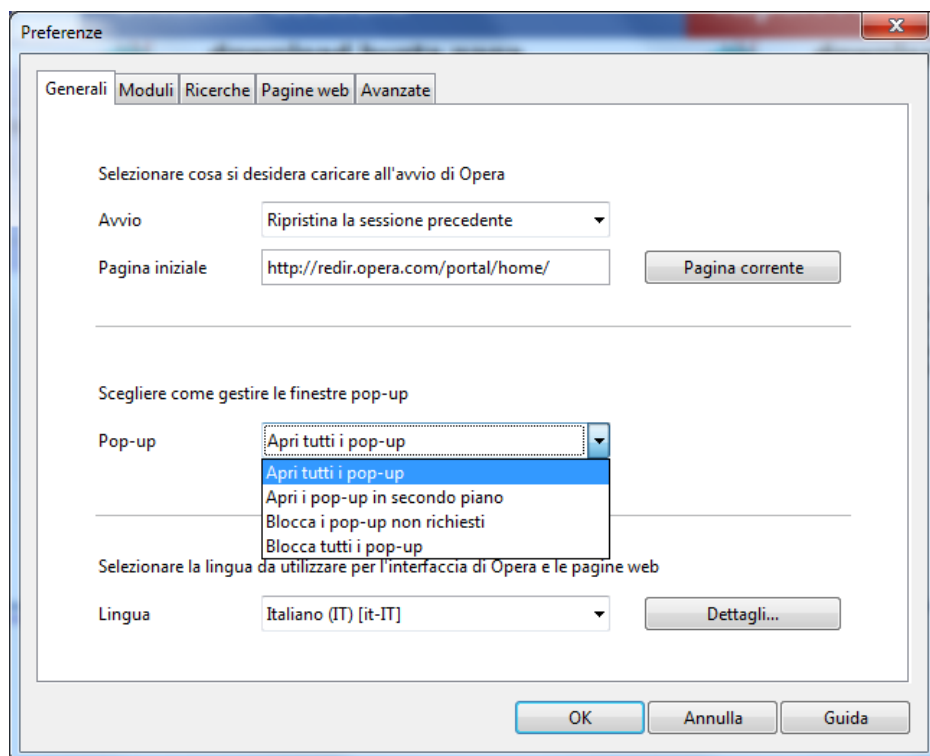 Preferenze
Generali Moduli Ricerche Pagine web Avanzate
Selezionare cosa si desidera caricare all'avvio di Opera
Avvio Ripristina la sessione precedente
Pagina iniziale http://redir.opera.com/portal/home/ Pagina corrente
Scegliere come gestire le finestre pop-up
Pop-up Apri tutti i pop-up
Apri tutti i pop-up
Apri i pop-up in secondo piano
Blocca i pop-up non richiesti
Blocca tutti i pop-up
Selezionare la lingua da utilizzare per l'interfaccia di Opera e le pagine web
Lingua Italiano (IT) [it-IT] Dettagli...
OK Annulla Guida